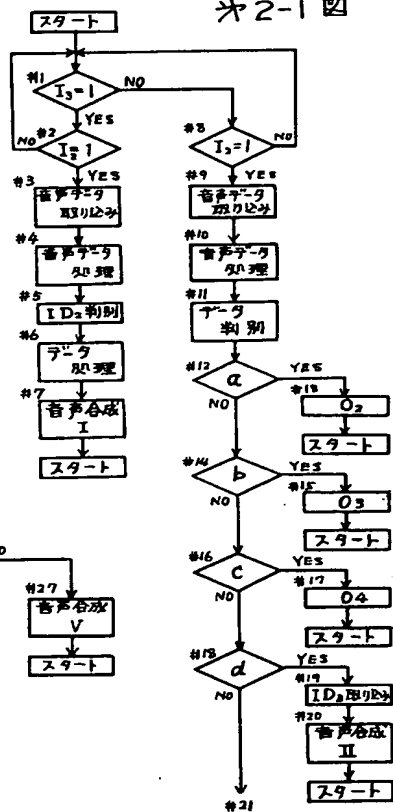 第2-1図
スタート
#1
I₃=1
NO
YES
#2
I₂=1
NO
YES
#3
音声データ
取り込み
#4
音声データ
処理
#5
ID₂判別
#6
データ
処理
#7
音声合成
I
スタート
#8
I₂=1
NO
YES
#9
音声データ
取り込み
#10
音声データ
処理
#11
データ
判別
#12
a
YES
NO
#13
O₂
スタート
#14
b
YES
NO
#15
O3
スタート
#16
c
YES
NO
#17
O4
スタート
#18
d
YES
NO
#19
ID₂取り込み
#20
音声合成
II
スタート
#21
#27
音声合成
V
スタート